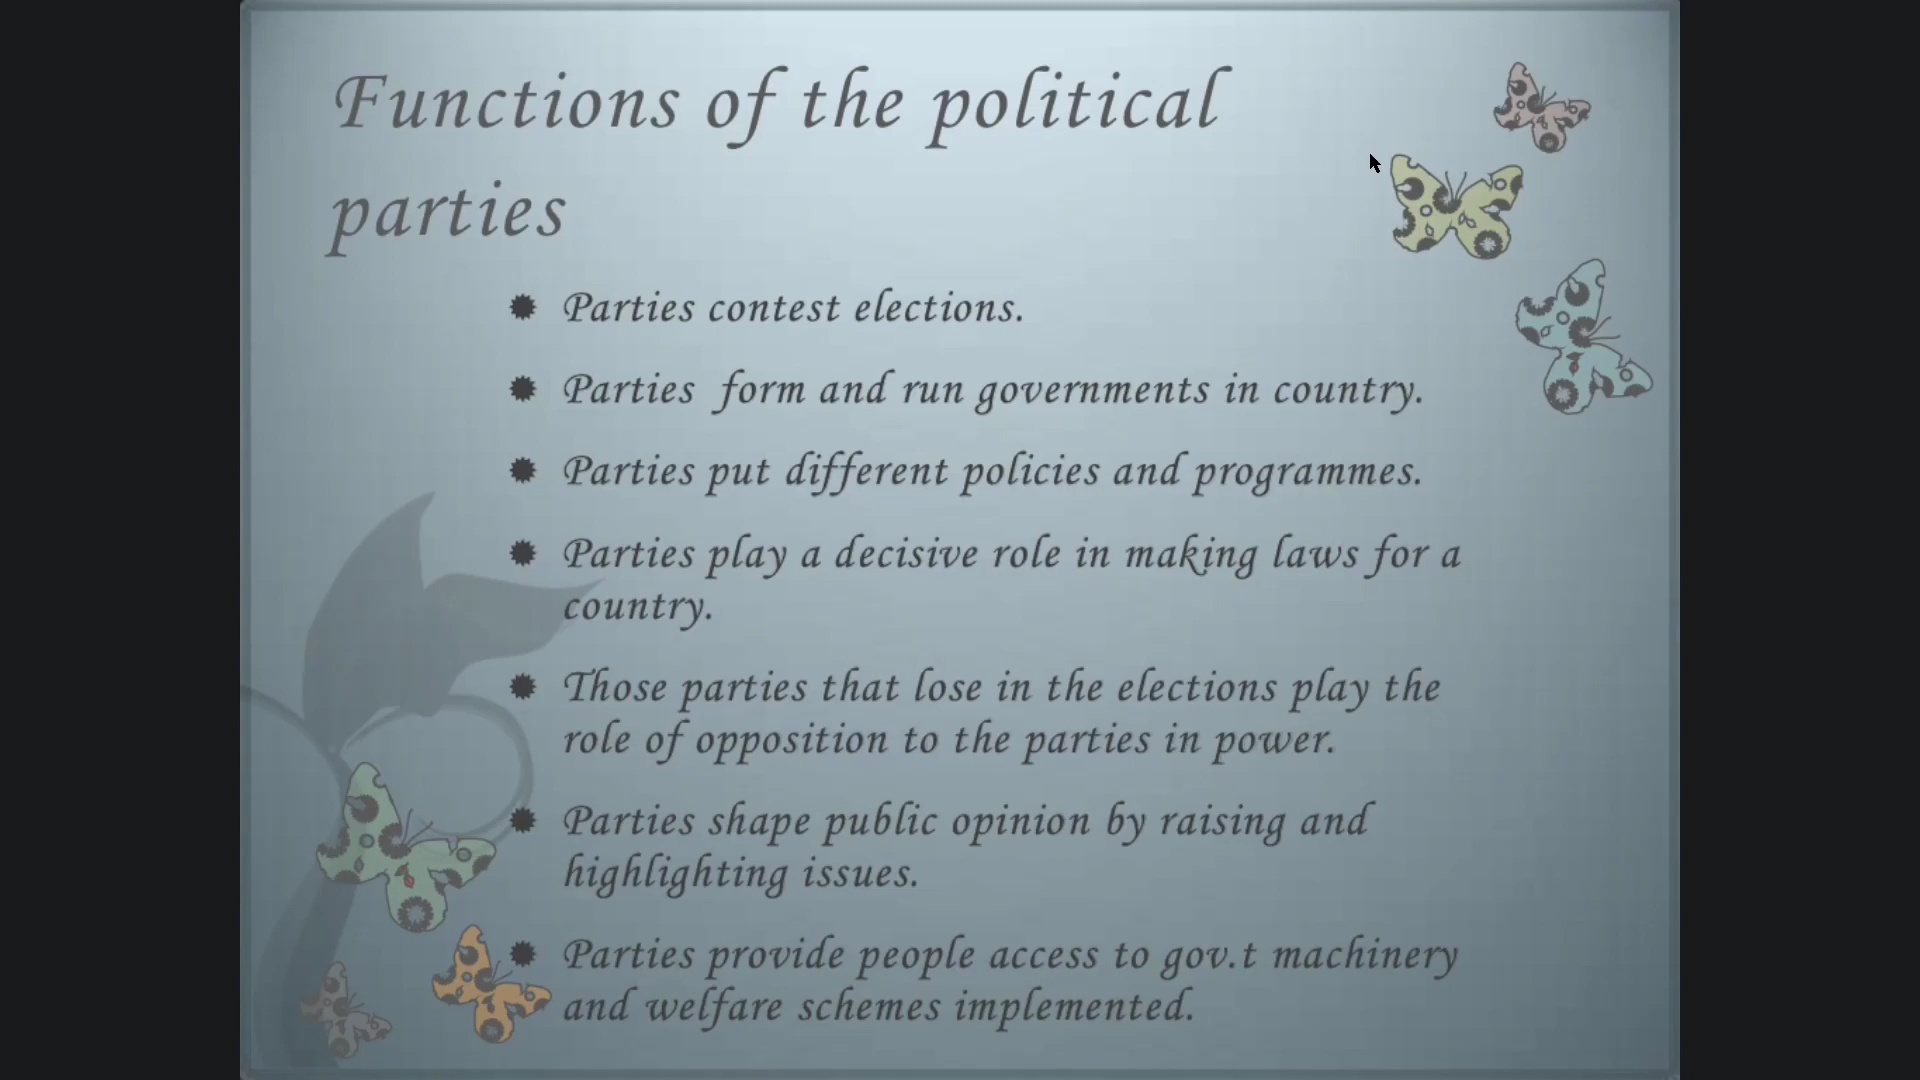 Functions of the political
parties
Parties contest elections.
Parties form and run governments in country.
Parties put different policies and programmes.
Parties play a decisive role in making laws for a
country.
Those parties that lose in the elections play the
role of opposition to the parties in power.
Parties shape public opinion by raising and
highlighting issues.
Parties provide people access to gov.t machinery
and welfare schemes implemented.